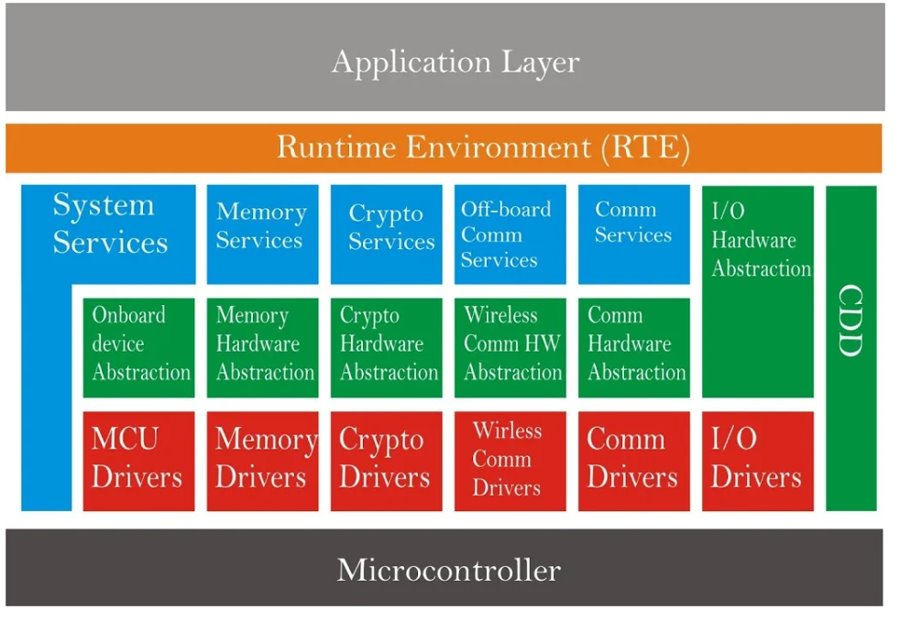 Application Layer
Runtime Environment (RTE)
System
Services
Memory
Services
Crypto
Services
Off-board
Comm
Services
Comm
Services
I/O
Hardware
Abstraction
CDD
Onboard
device
Abstraction
Memory
Hardware
Abstraction
Crypto
Hardware
Abstraction
Wireless
Comm HW
Abstraction
Comm
Hardware
Abstraction
MCU
Drivers
Memory
Drivers
Crypto
Drivers
Wirless
Comm
Drivers
Comm
Drivers
I/O
Drivers
Microcontroller